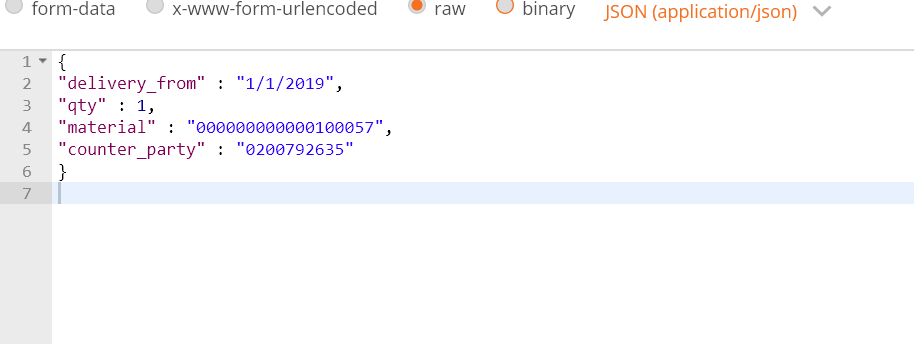 form-data x-www-form-urlencoded raw binary JSON (application/json)
1 {
2 "delivery_from" : "1/1/2019",
3 "qty" : 1,
4 "material" : "000000000000100057",
5 "counter_party" : "0200792635"
6 }
7